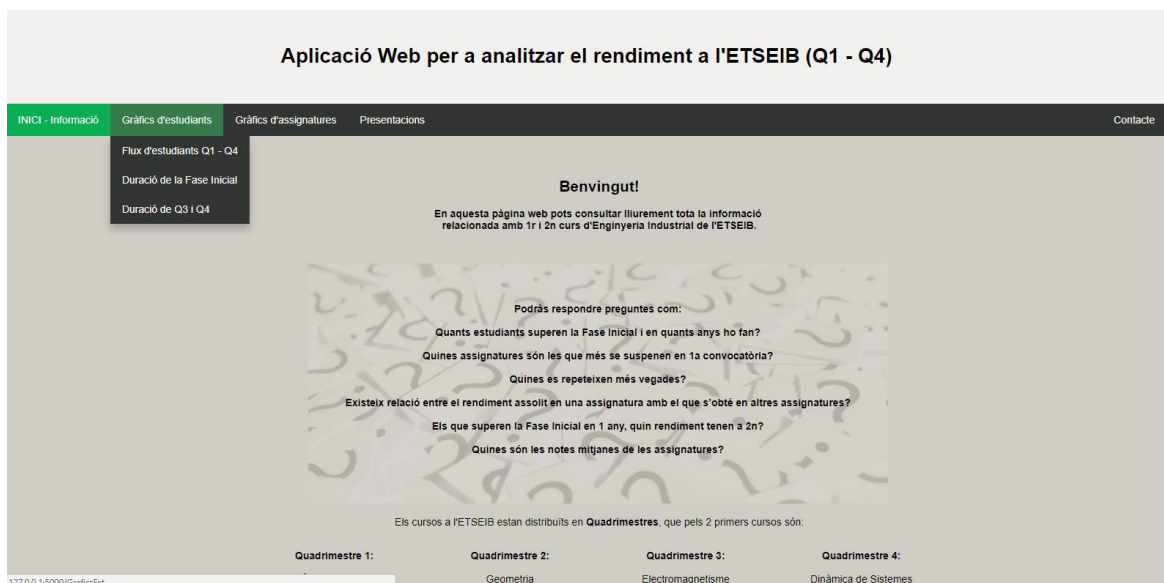 Aplicació Web per a analitzar el rendiment a l'ETSEIB (Q1 - Q4)
INICI - Informació Gràfics d'estudiants Gràfics d'assignatures Presentacions Contacte
Flux d'estudiants Q1 - Q4
Duració de la Fase Inicial
Duració de Q3 i Q4
Benvingut!
En aquesta pàgina web pots consultar lliurement tota la informació
relacionada amb 1r i 2n curs d'Enginyeria Industrial de l'ETSEIB.
Podràs respondre preguntes com:
Quants estudiants superen la Fase Inicial i en quants anys ho fan?
Quines assignatures són les que més se suspenen en 1a convocatòria?
Quines es repeteixen més vegades?
Existeix relació entre el rendiment assolit en una assignatura amb el que s'obté en altres assignatures?
Els que superen la Fase Inicial en 1 any, quin rendiment tenen a 2n?
Quines són les notes mitjanes de les assignatures?
Els cursos a l'ETSEIB estan distribuïts en Quadrimestres, que pels 2 primers cursos són:
Quadrimestre 1: Quadrimestre 2: Quadrimestre 3: Quadrimestre 4:
Geometria Electromagnetisme Dinàmica de Sistemes
127.0.0.1:5000/GraficsEst